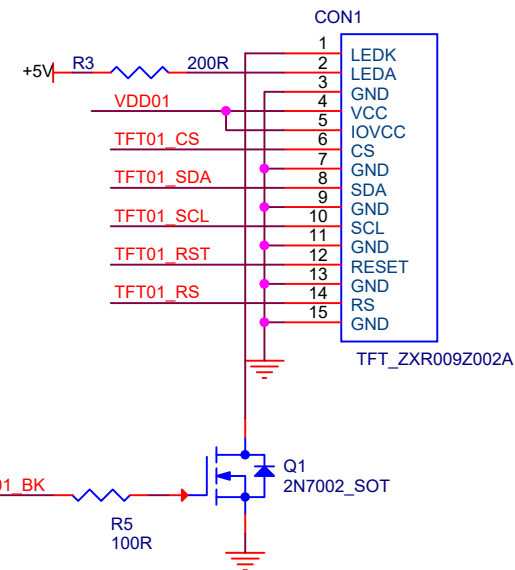 CON1
+5V R3 200R
1 LEDK
2 LEDA
3 GND
VDD01 4 VCC
5 IOVCC
TFT01_CS 6 CS
7 GND
TFT01_SDA 8 SDA
9 GND
TFT01_SCL 10 SCL
11 GND
TFT01_RST 12 RESET
13 GND
TFT01_RS 14 RS
15 GND
TFT_ZXR009Z002A
Q1
2N7002_SOT
01_BK
R5
100R